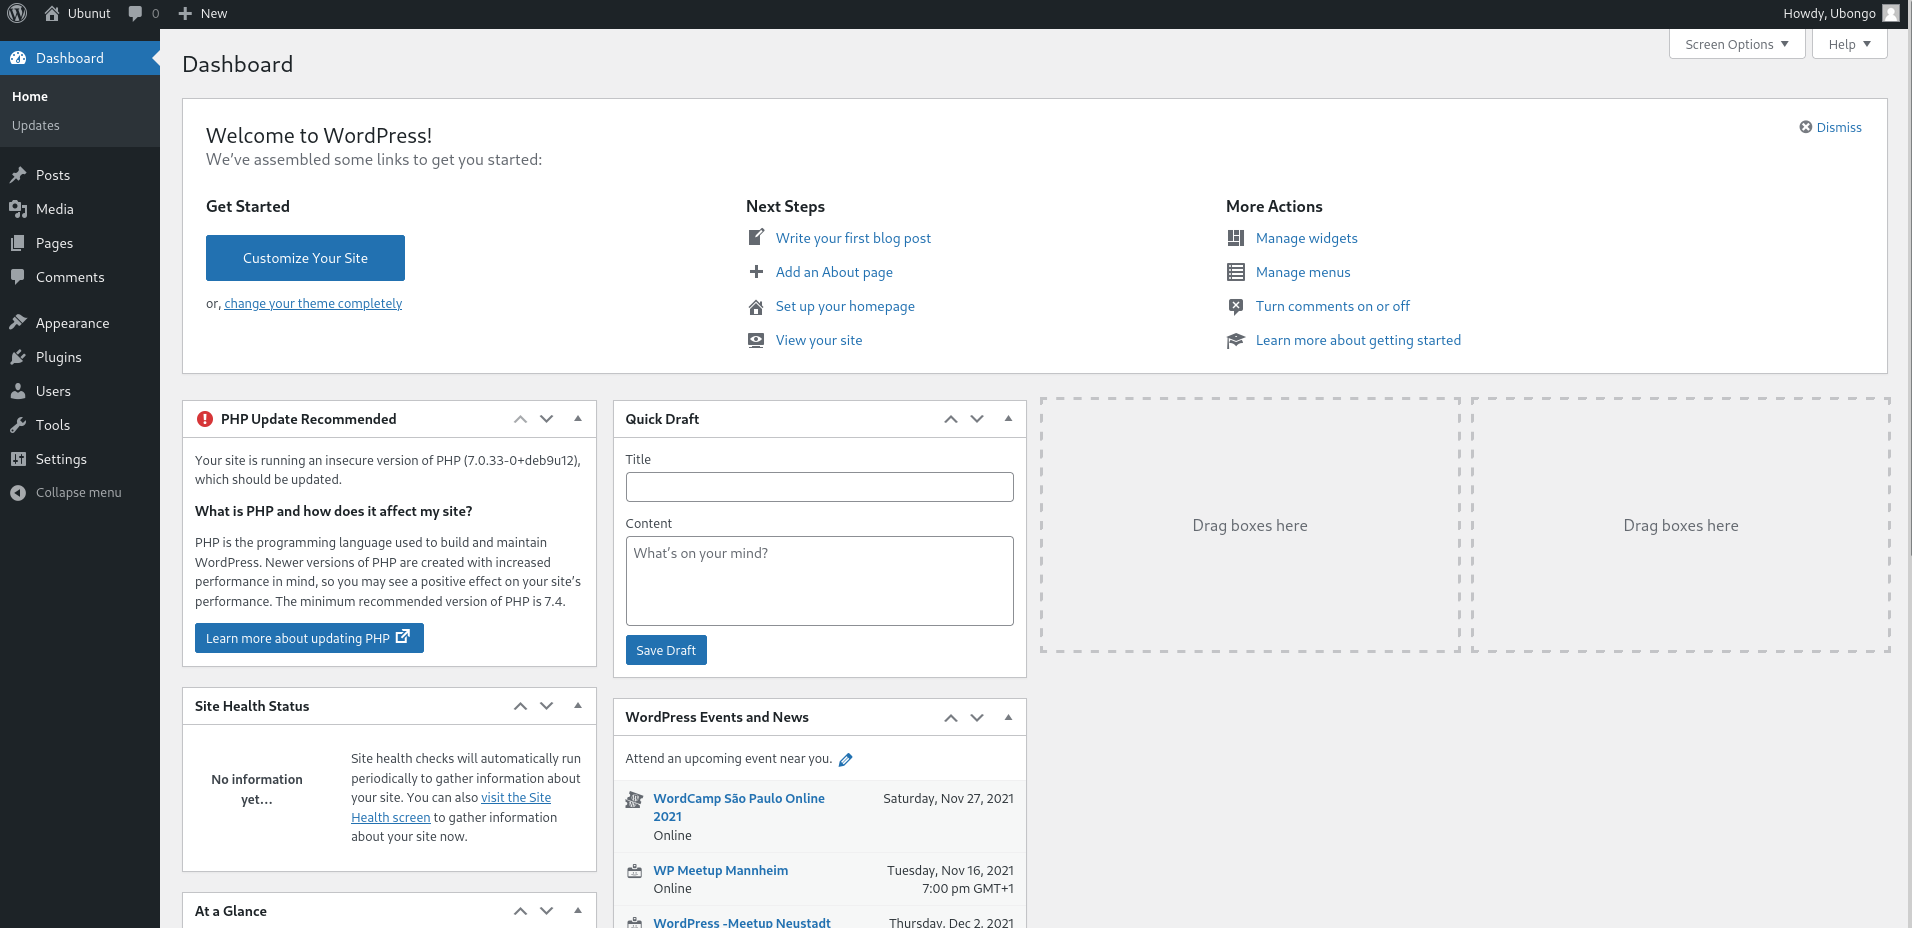 Ubunut 0 New Howdy, Ubongo
Dashboard
Home
Updates
Posts
Media
Pages
Comments
Appearance
Plugins
Users
Tools
Settings
Collapse menu
Screen Options Help
Dashboard
Welcome to WordPress!
We've assembled some links to get you started:
Dismiss
Get Started
Customize Your Site
or, change your theme completely
Next Steps
Write your first blog post
Add an About page
Set up your homepage
View your site
More Actions
Manage widgets
Manage menus
Turn comments on or off
Learn more about getting started
PHP Update Recommended
Your site is running an insecure version of PHP (7.0.33-0+deb9u12),
which should be updated.
What is PHP and how does it affect my site?
PHP is the programming language used to build and maintain
WordPress. Newer versions of PHP are created with increased
performance in mind, so you may see a positive effect on your site's
performance. The minimum recommended version of PHP is 7.4.
Learn more about updating PHP
Site Health Status
No information
yet…
Site health checks will automatically run
periodically to gather information about
your site. You can also visit the Site
Health screen to gather information
about your site now.
At a Glance
Quick Draft
Title
Content
What's on your mind?
Save Draft
WordPress Events and News
Attend an upcoming event near you.
WordCamp São Paulo Online Saturday, Nov 27, 2021
2021
Online
WP Meetup Mannheim Tuesday, Nov 16, 2021
Online 7:00 pm GMT+1
WordPress -Meetup Neustadt Thursday, Dec 2, 2021
Drag boxes here
Drag boxes here